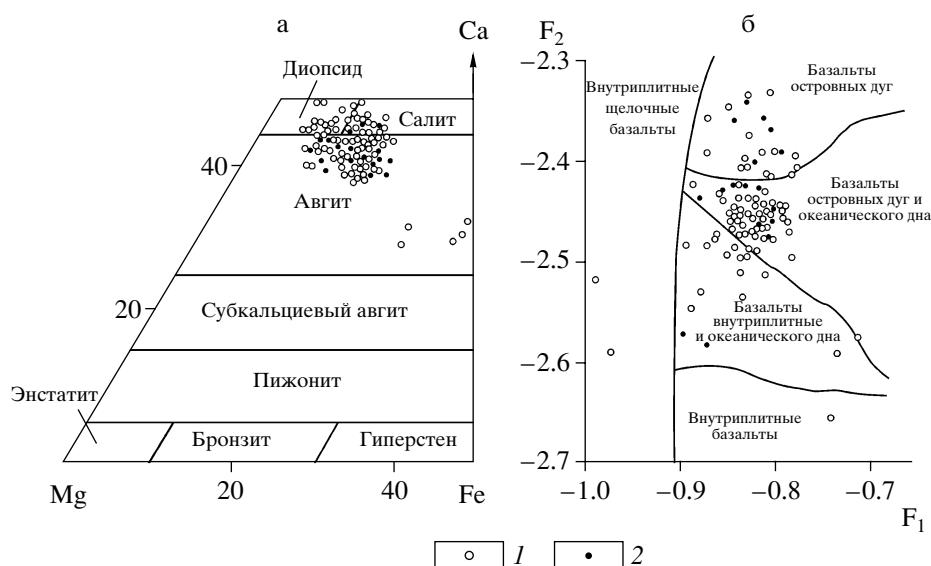 а
Ca
Диопсид
Салит
40
Авгит
20
Субкальциевый авгит
Пижонит
Энстатит
Бронзит
Гиперстен
Mg
20
40
Fe
F2
б
−2.3
−2.4
−2.5
−2.6
−2.7
Внутриплитные
щелочные
базальты
Базальты
островных дуг
Базальты
островных дуг и
океанического дна
Базальты
внутриплитные
и океанического дна
Внутриплитные
базальты
−1.0
−0.9
−0.8
−0.7
F1
1
2